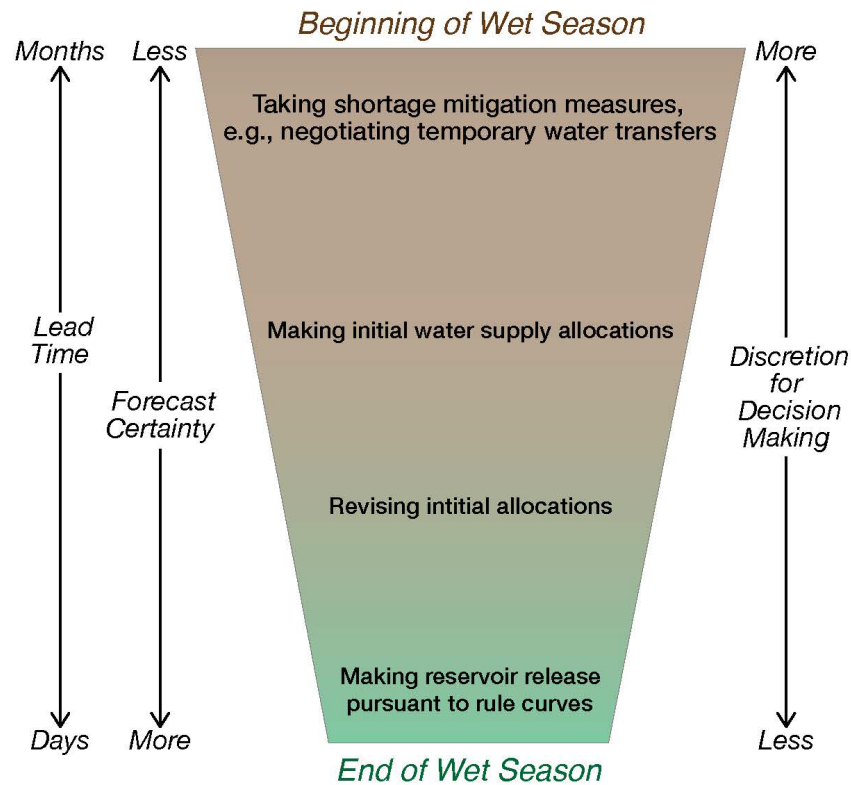 Beginning of Wet Season
Months
Less
More
Taking shortage mitigation measures,
e.g., negotiating temporary water transfers
Lead
Time
Making initial water supply allocations
Discretion
for
Decision
Making
Forecast
Certainty
Revising intitial allocations
Making reservoir release
pursuant to rule curves
Days
More
Less
End of Wet Season